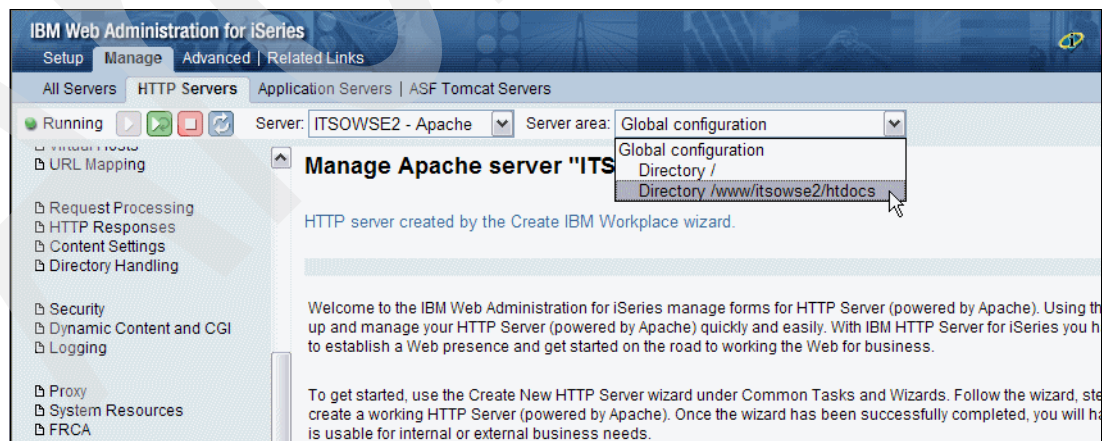 IBM Web Administration for iSeries
Setup Manage Advanced | Related Links
All Servers HTTP Servers Application Servers | ASF Tomcat Servers
Running Server: ITSOWSE2 - Apache Server area: Global configuration
Global configuration
Directory /
Directory /www/itsowse2/htdocs
Virtual Hosts
URL Mapping
Request Processing
HTTP Responses
Content Settings
Directory Handling
Security
Dynamic Content and CGI
Logging
Proxy
System Resources
FRCA
Manage Apache server "ITS
HTTP server created by the Create IBM Workplace wizard.
Welcome to the IBM Web Administration for iSeries manage forms for HTTP Server (powered by Apache). Using th
up and manage your HTTP Server (powered by Apache) quickly and easily. With IBM HTTP Server for iSeries you h
to establish a Web presence and get started on the road to working the Web for business.
To get started, use the Create New HTTP Server wizard under Common Tasks and Wizards. Follow the wizard, ste
create a working HTTP Server (powered by Apache). Once the wizard has been successfully completed, you will ha
is usable for internal or external business needs.